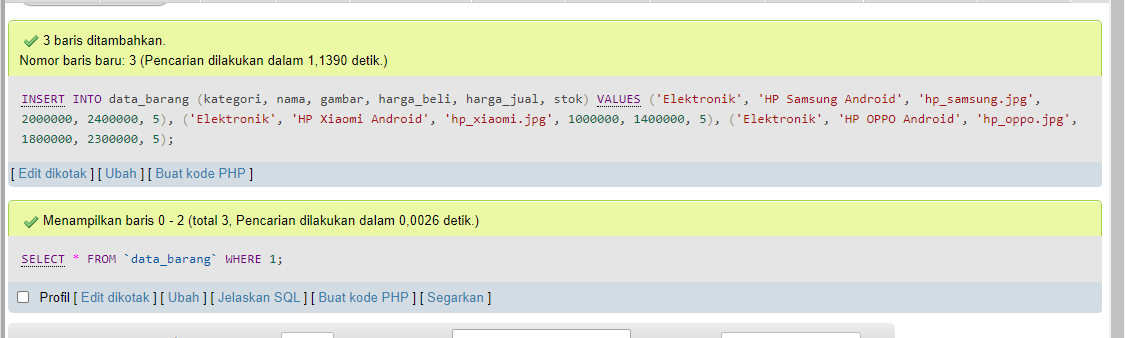 3 baris ditambahkan.
Nomor baris baru: 3 (Pencarian dilakukan dalam 1,1390 detik.)
INSERT INTO data_barang (kategori, nama, gambar, harga_beli, harga_jual, stok) VALUES ('Elektronik', 'HP Samsung Android', 'hp_samsung.jpg',
2000000, 2400000, 5), ('Elektronik', 'HP Xiaomi Android', 'hp_xiaomi.jpg', 1000000, 1400000, 5), ('Elektronik', 'HP OPPO Android', 'hp_oppo.jpg',
1800000, 2300000, 5);
[ Edit dikotak ] [ Ubah ] [ Buat kode PHP ]
Menampilkan baris 0 - 2 (total 3, Pencarian dilakukan dalam 0,0026 detik.)
SELECT * FROM `data_barang` WHERE 1;
Profil [ Edit dikotak ] [ Ubah ] [ Jelaskan SQL ] [ Buat kode PHP ] [ Segarkan ]